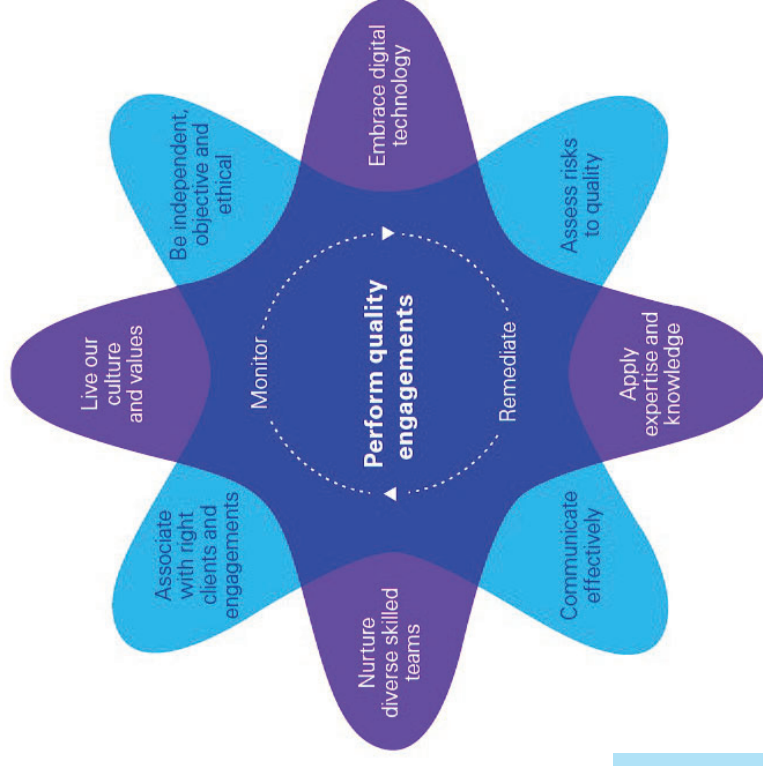 Nurture
diverse skilled
teams
Communicate
effectively
Associate
with right
clients and
engagements
Apply
expertise and
knowledge
Remediate
Perform quality
engagements
Monitor
Live our
culture
and values
Assess risks
to quality
Be independent,
objective and
ethical
Embrace digital
technology